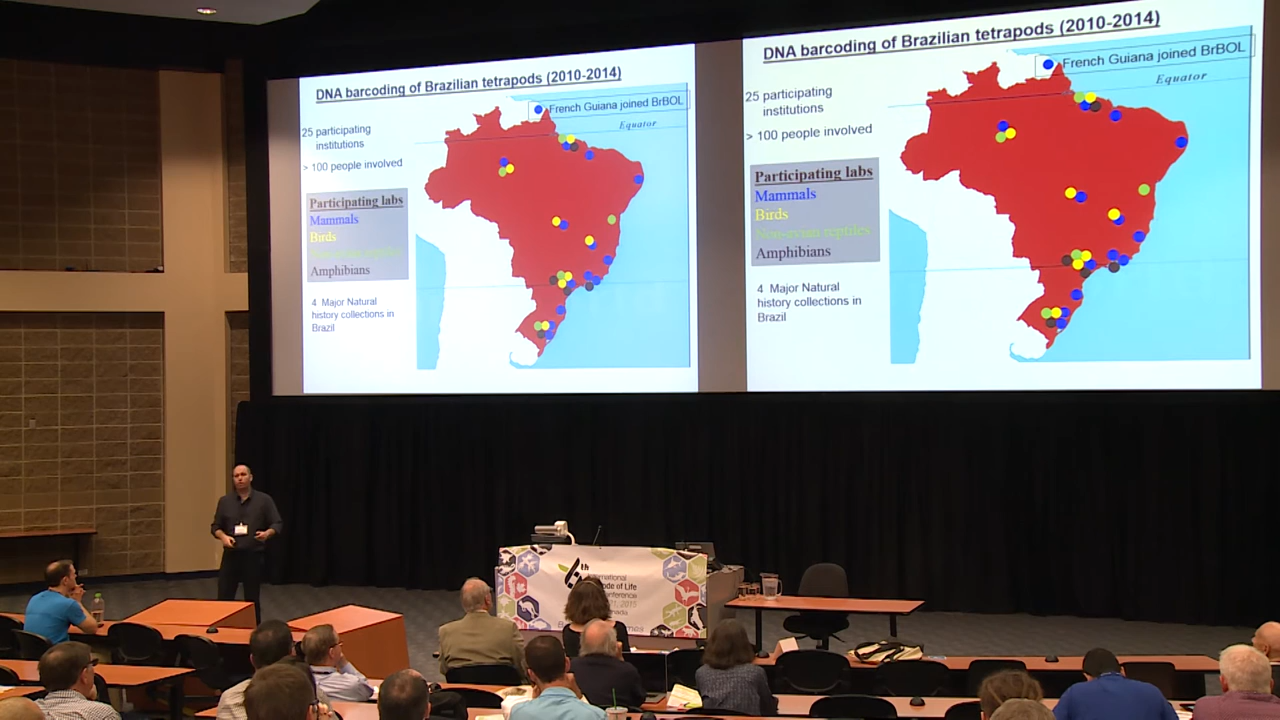 DNA barcoding of Brazilian tetrapods (2010-2014)
French Guiana joined BrBOL
Equator
25 participating
institutions
> 100 people involved
Participating labs
Mammals
Birds
Non-avian reptiles
Amphibians
4 Major Natural
history collections in
Brazil
DNA barcoding of Brazilian tetrapods (2010-2014)
French Guiana joined BrBOL
Equator
25 participating
institutions
> 100 people involved
Participating labs
Mammals
Birds
Non-avian reptiles
Amphibians
4 Major Natural
history collections in
Brazil
6th
of Life
2015